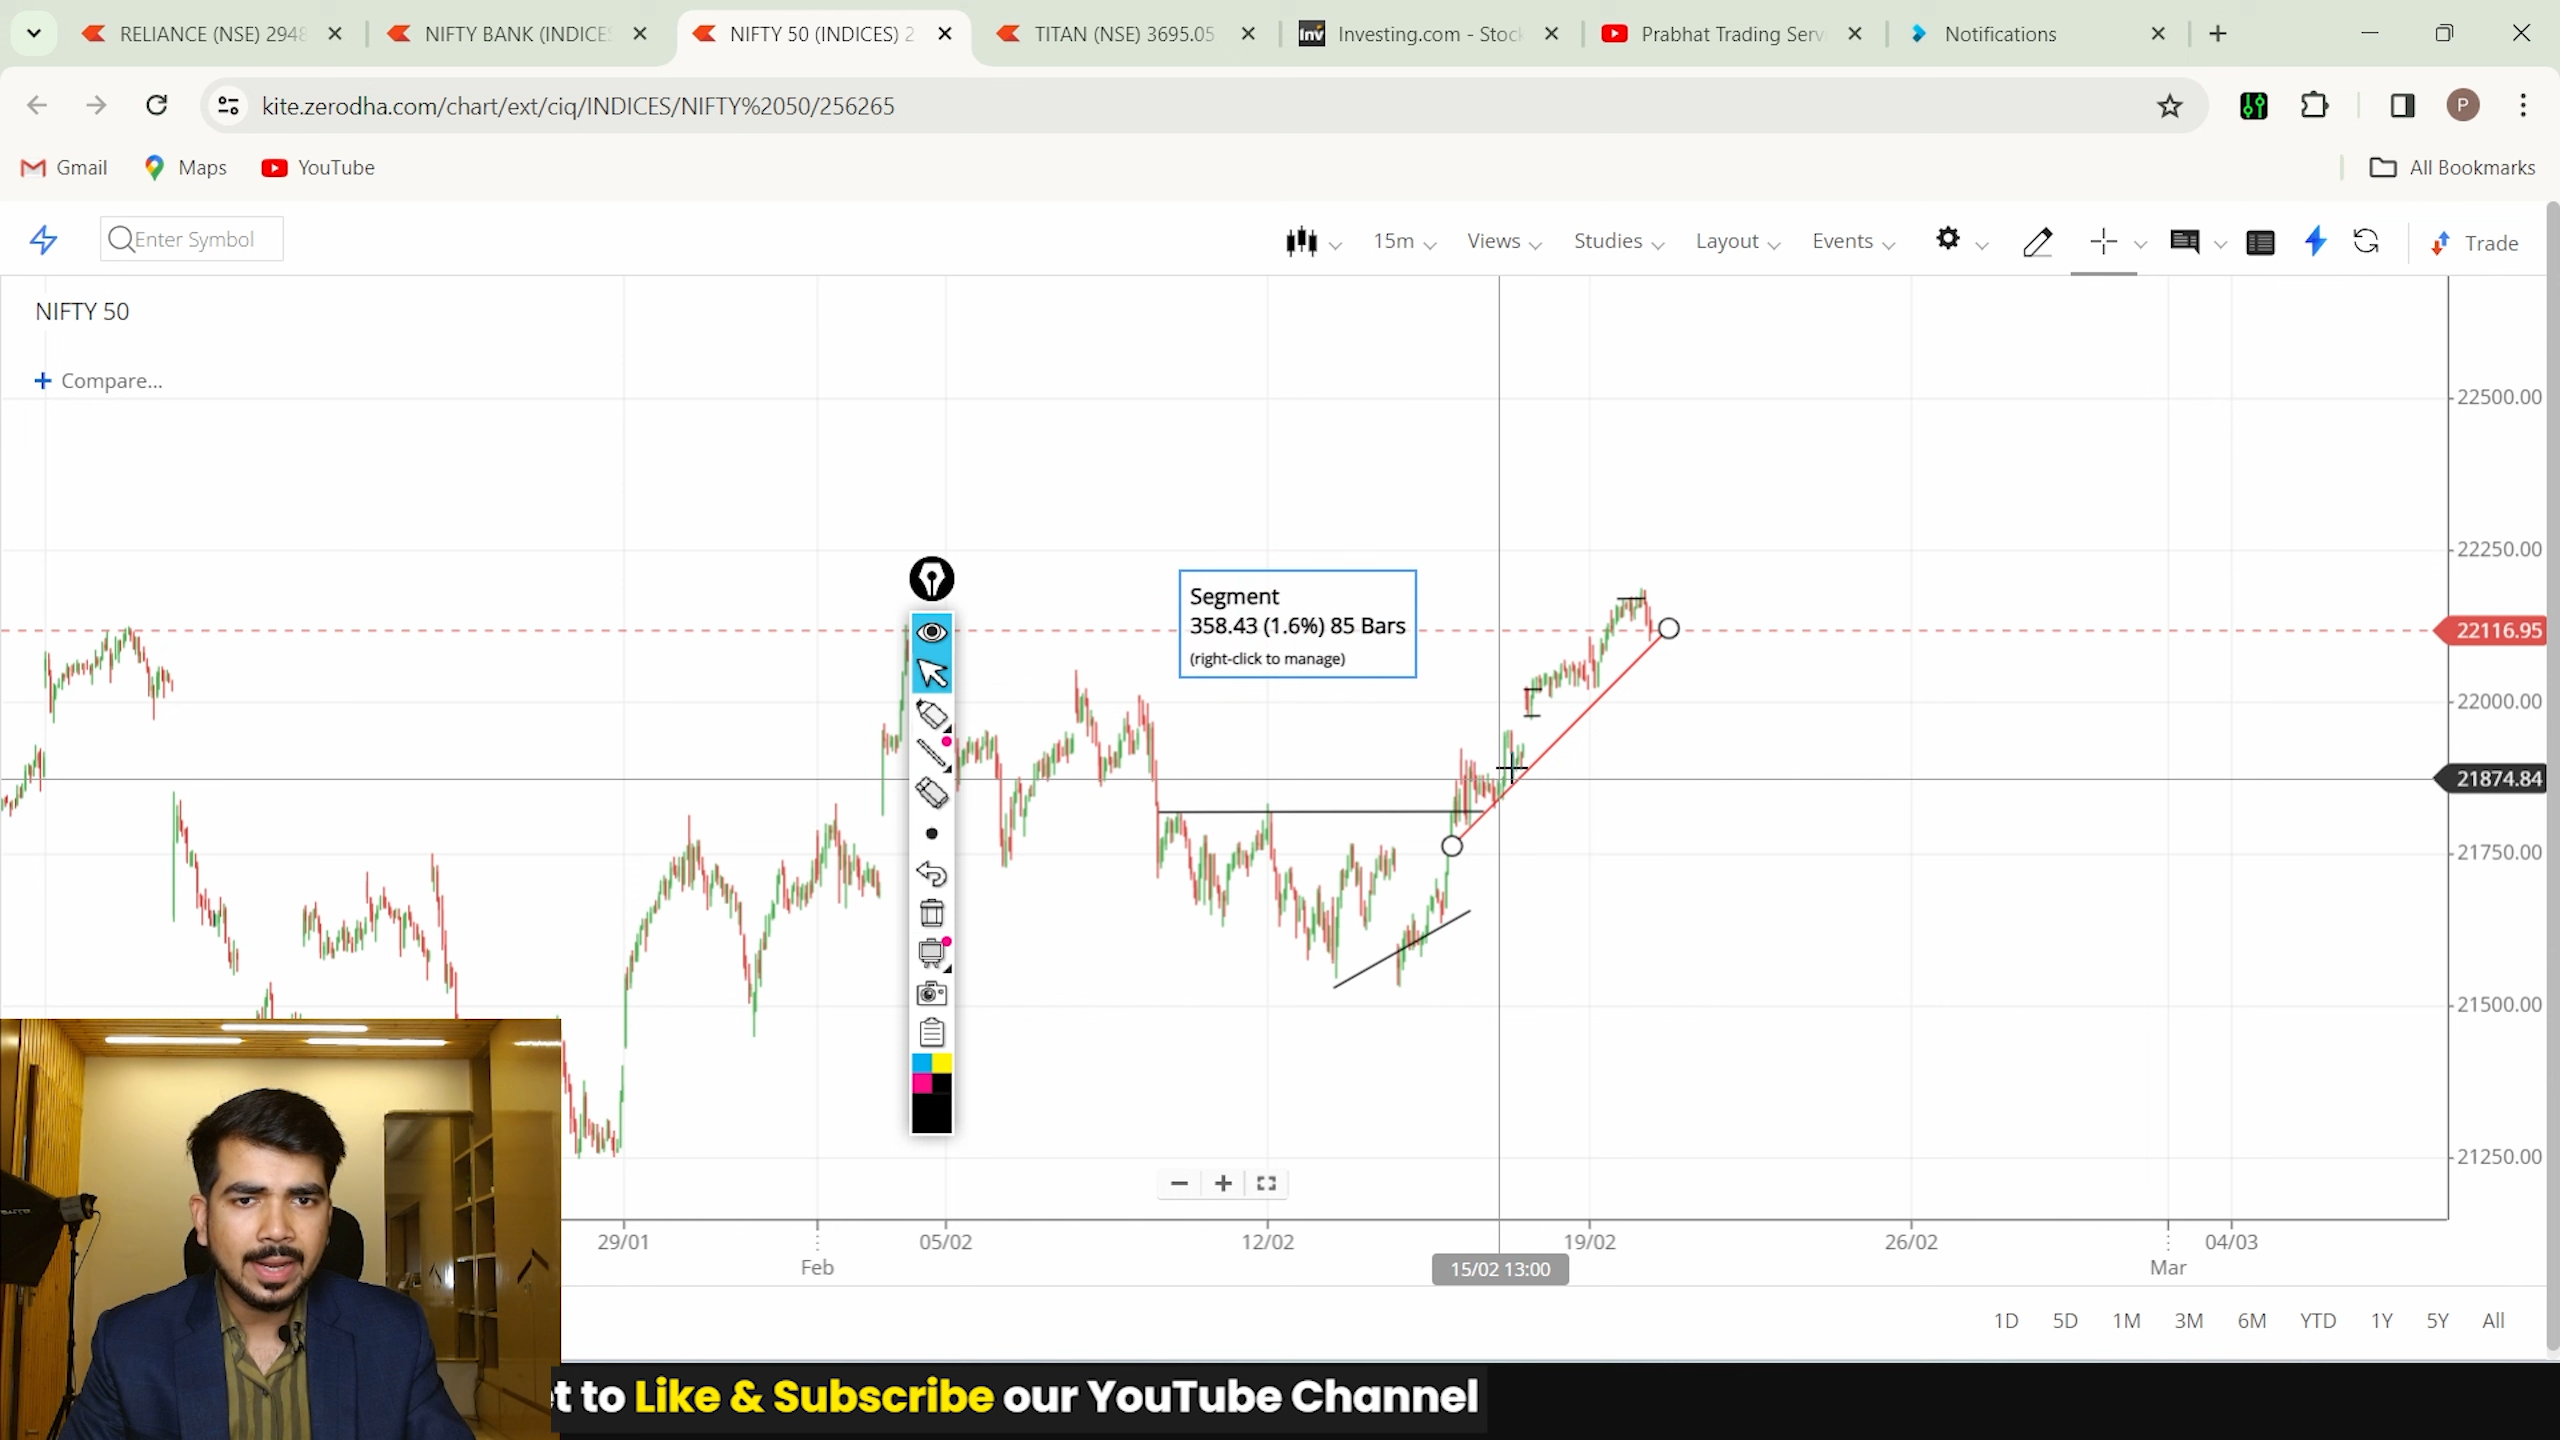 RELIANCE (NSE) 2948
NIFTY BANK (INDICES
NIFTY 50 (INDICES) 2
TITAN (NSE) 3695.05
Investing.com - Stoc
Prabhat Trading Serv
Notifications
kite.zerodha.com/chart/ext/ciq/INDICES/NIFTY%2050/256265
P
Gmail
Maps
YouTube
All Bookmarks
Enter Symbol
15m
Views
Studies
Layout
Events
Trade
NIFTY 50
+ Compare...
Segment
358.43 (1.6%) 85 Bars
(right-click to manage)
22500.00
22250.00
22116.95
22000.00
21874.84
21750.00
21500.00
21250.00
29/01
Feb
05/02
12/02
15/02 13:00
19/02
26/02
Mar
04/03
1D
5D
1M
3M
6M
YTD
1Y
5Y
All
t to Like & Subscribe our YouTube Channel